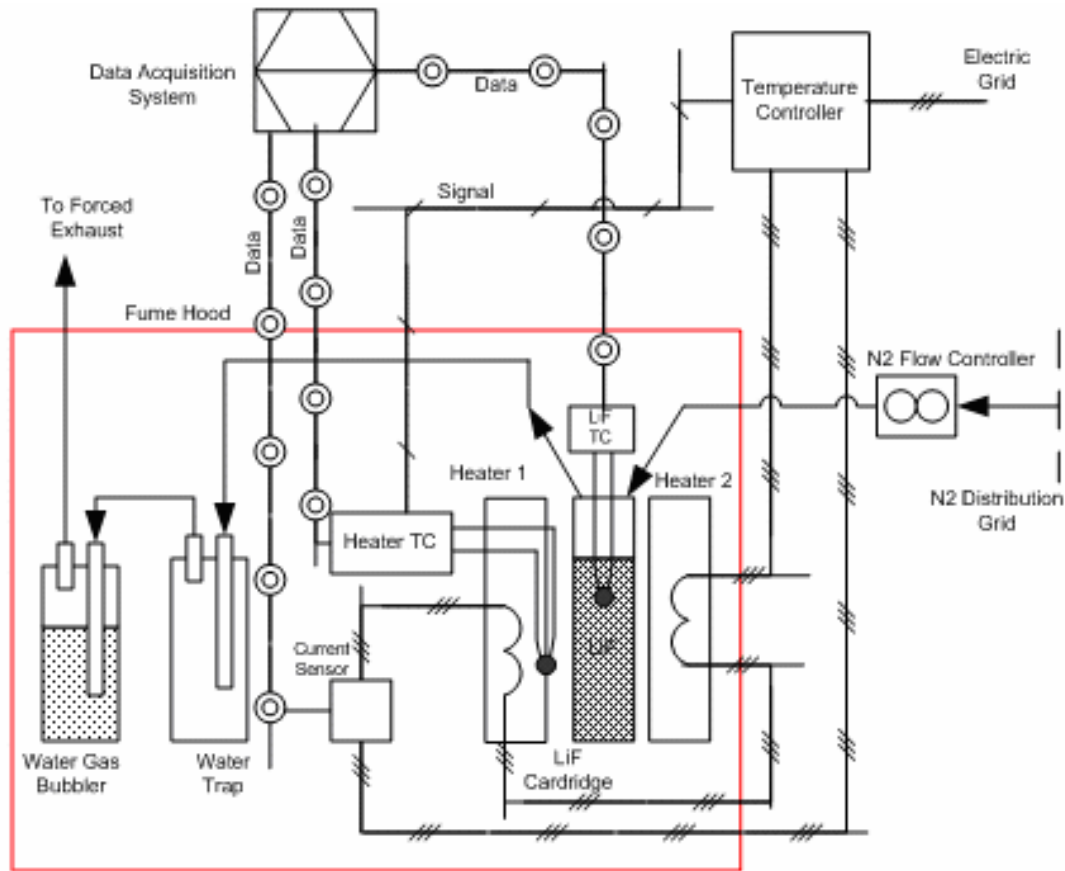 Data Acquisition
System
Data
Temperature
Controller
Electric
Grid
Signal
To Forced
Exhaust
Data
Data
Fume Hood
N2 Flow Controller
LiF
TC
Heater 1
Heater 2
N2 Distribution
Grid
Heater TC
LiF
Current
Sensor
Water Gas
Bubbler
Water
Trap
LiF
Cardridge